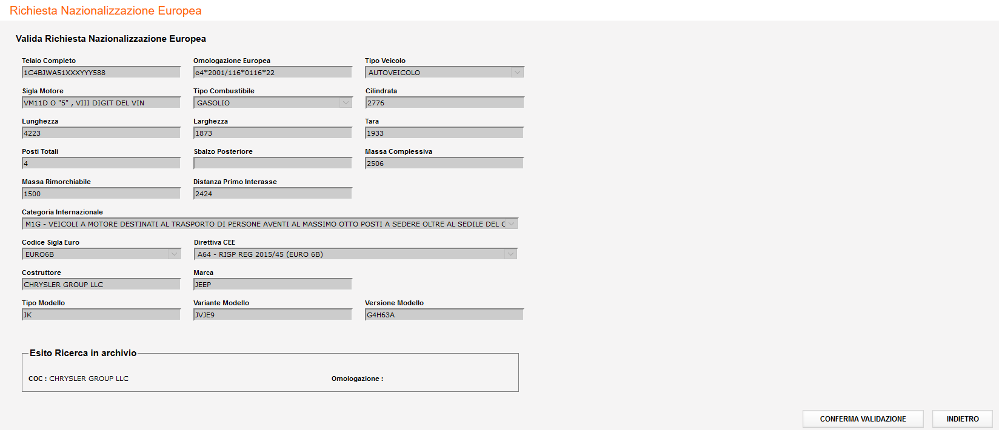 Richiesta Nazionalizzazione Europea
Valida Richiesta Nazionalizzazione Europea
Telaio Completo Omologazione Europea Tipo Veicolo
1C4BJWA51XXXYYY588 e4*2001/116*0116*22 AUTOVEICOLO
Sigla Motore Tipo Combustibile Cilindrata
VM11D O "5" , VIII DIGIT DEL VIN GASOLIO 2776
Lunghezza Larghezza Tara
4223 1873 1933
Posti Totali Sbalzo Posteriore Massa Complessiva
4 2506
Massa Rimorchiabile Distanza Primo Interasse
1500 2424
Categoria Internazionale
M1G - VEICOLI A MOTORE DESTINATI AL TRASPORTO DI PERSONE AVENTI AL MASSIMO OTTO POSTI A SEDERE OLTRE AL SEDILE DEL C
Codice Sigla Euro Direttiva CEE
EURO6B A64 - RISP REG 2015/45 (EURO 6B)
Costruttore Marca
CHRYSLER GROUP LLC JEEP
Tipo Modello Variante Modello Versione Modello
JK JVJE9 G4H63A
Esito Ricerca in archivio
COC : CHRYSLER GROUP LLC Omologazione :
CONFERMA VALIDAZIONE INDIETRO